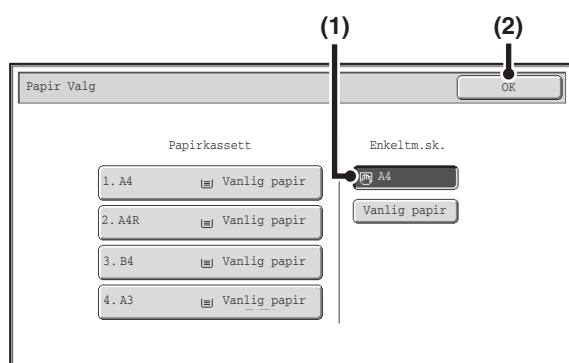 (1) (2)
Papir Valg OK
Papirkassett Enkeltm.sk.
1. A4 Vanlig papir A4
2. A4R Vanlig papir Vanlig papir
3. B4 Vanlig papir
4. A3 Vanlig papir